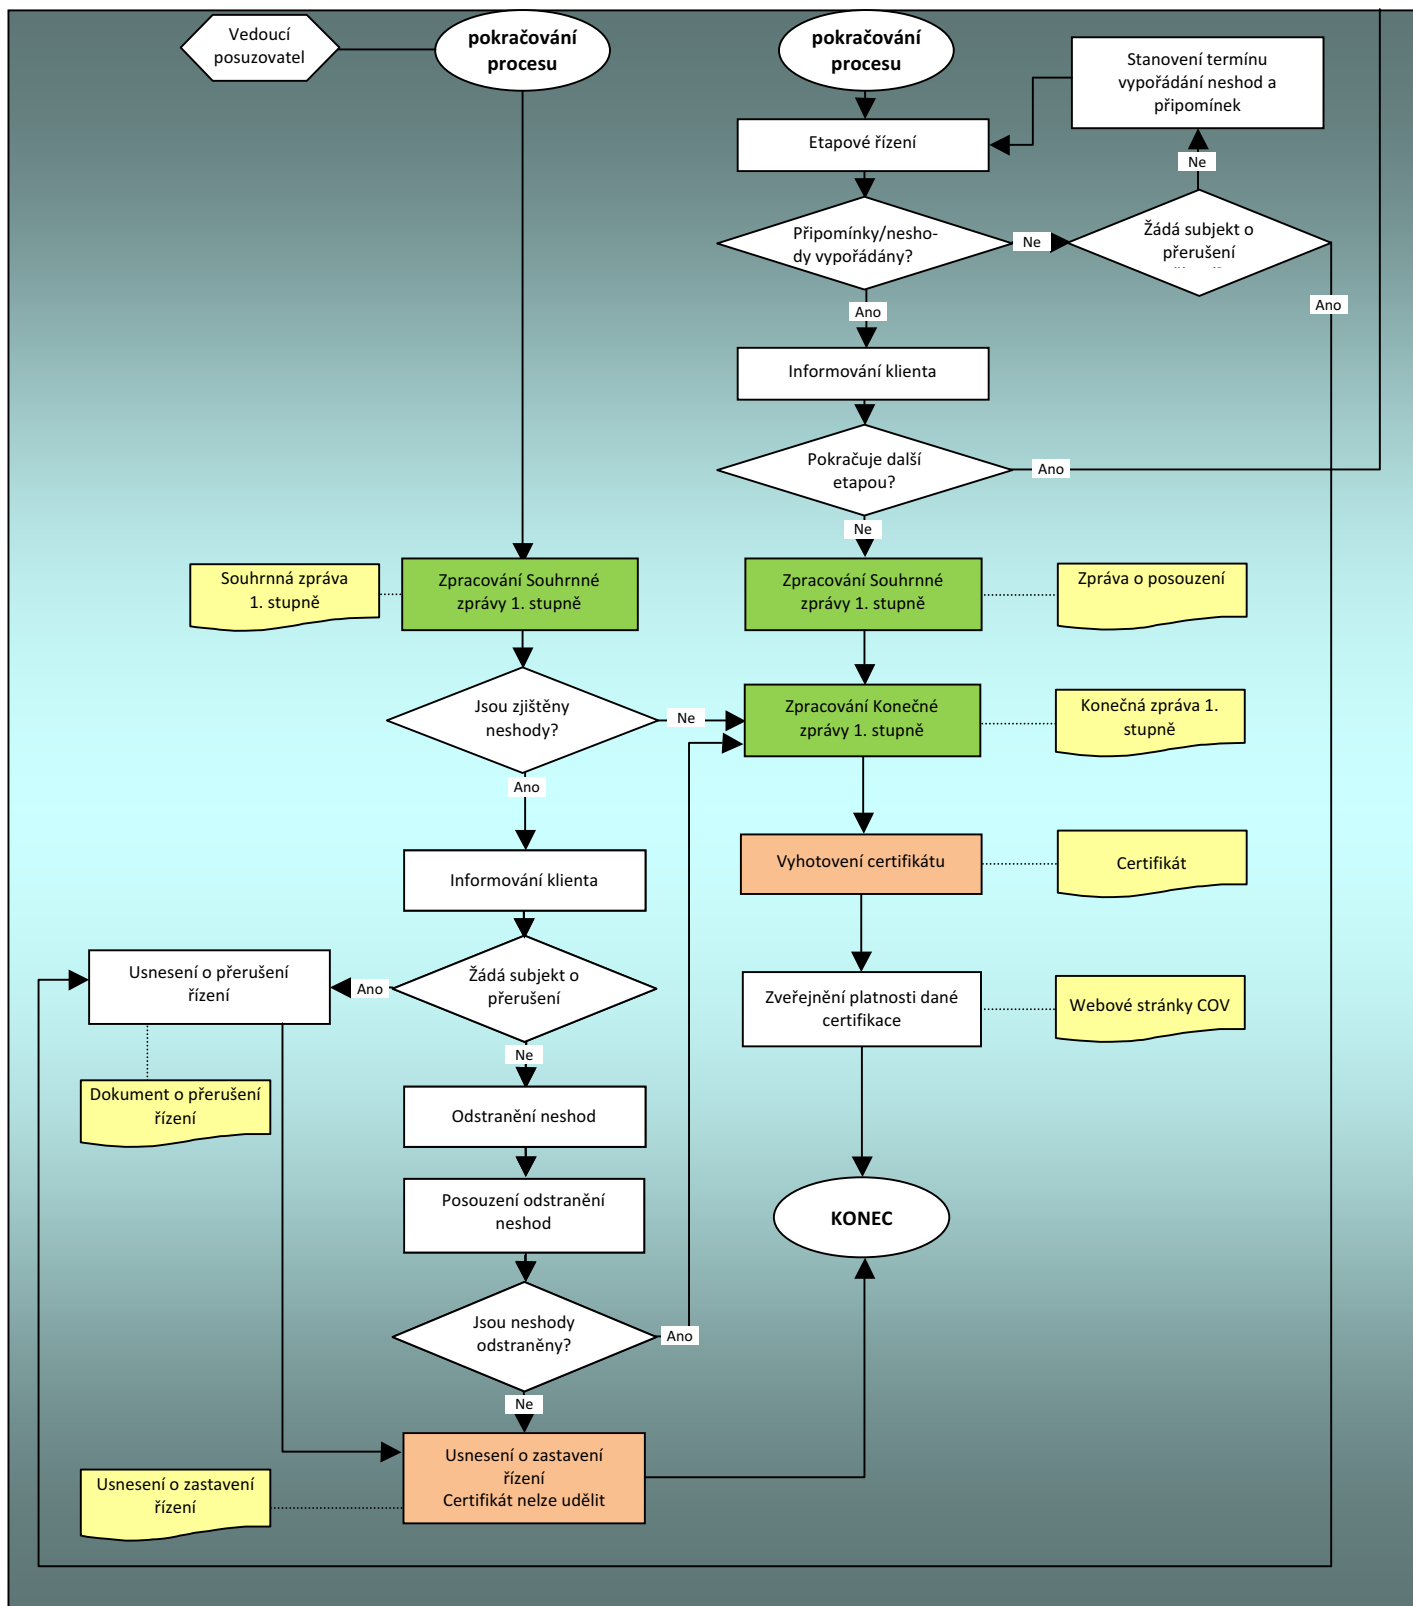 Vedoucí
posuzovatel
pokračování
procesu
pokračování
procesu
Stanovení termínu
vypořádání neshod a
připomínek
Etapové řízení
Ne
Připomínky/nesho-
dy vypořádány?
Ne
Žádá subjekt o
přerušení
Ano
Ano
Informování klienta
Pokračuje další
etapou?
Ano
Ne
Souhrnná zpráva
1. stupně
Zpracování Souhrnné
zprávy 1. stupně
Zpracování Souhrnné
zprávy 1. stupně
Zpráva o posouzení
Jsou zjištěny
neshody?
Ne
Zpracování Konečné
zprávy 1. stupně
Konečná zpráva 1.
stupně
Ano
Vyhotovení certifikátu
Certifikát
Informování klienta
Usnesení o přerušení
řízení
Ano
Žádá subjekt o
přerušení
Zveřejnění platnosti dané
certifikace
Webové stránky COV
Ne
Dokument o přerušení
řízení
Odstranění neshod
Posouzení odstranění
neshod
KONEC
Jsou neshody
odstraněny?
Ano
Ne
Usnesení o zastavení
řízení
Certifikát nelze udělit
Usnesení o zastavení
řízení